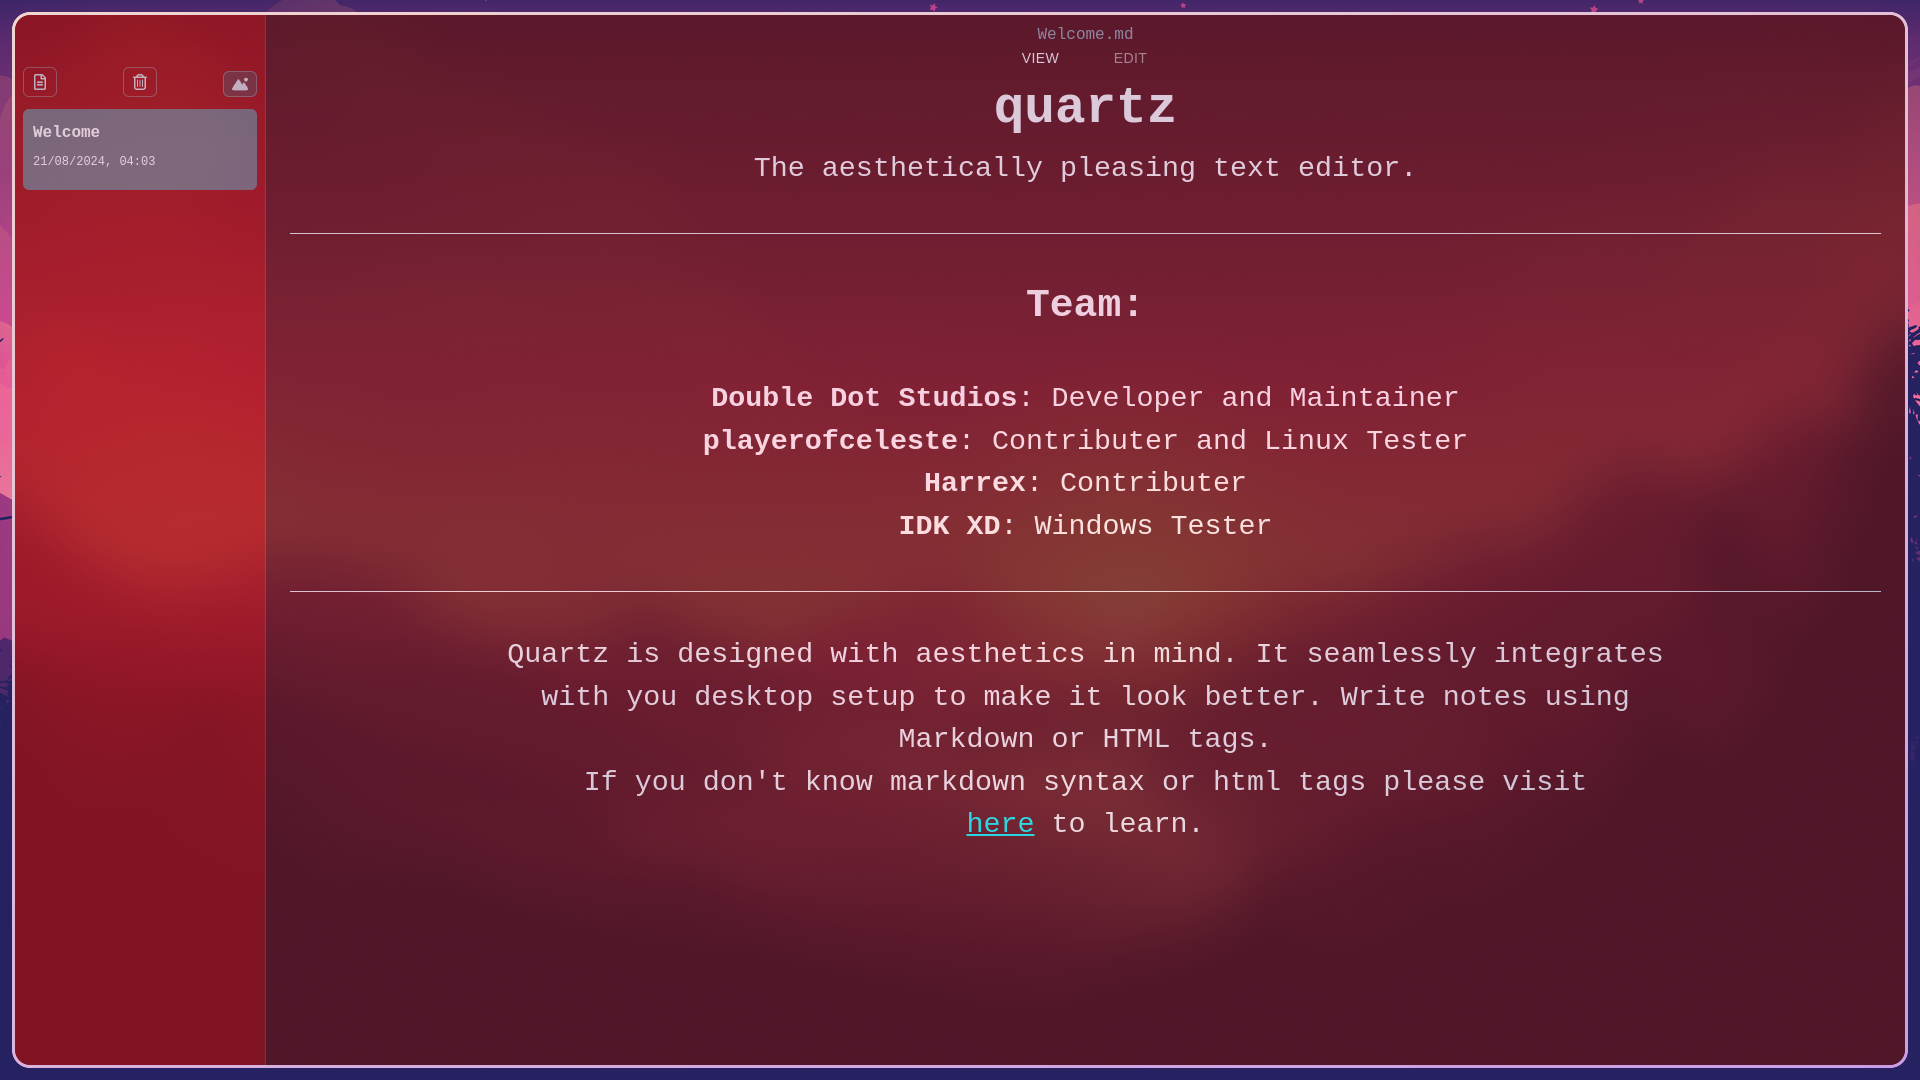 Welcome
21/08/2024, 04:03
Welcome.md
VIEW EDIT
quartz
The aesthetically pleasing text editor.
Team:
Double Dot Studios: Developer and Maintainer
playerofceleste: Contributer and Linux Tester
Harrex: Contributer
IDK XD: Windows Tester
Quartz is designed with aesthetics in mind. It seamlessly integrates
with you desktop setup to make it look better. Write notes using
Markdown or HTML tags.
If you don't know markdown syntax or html tags please visit
here to learn.